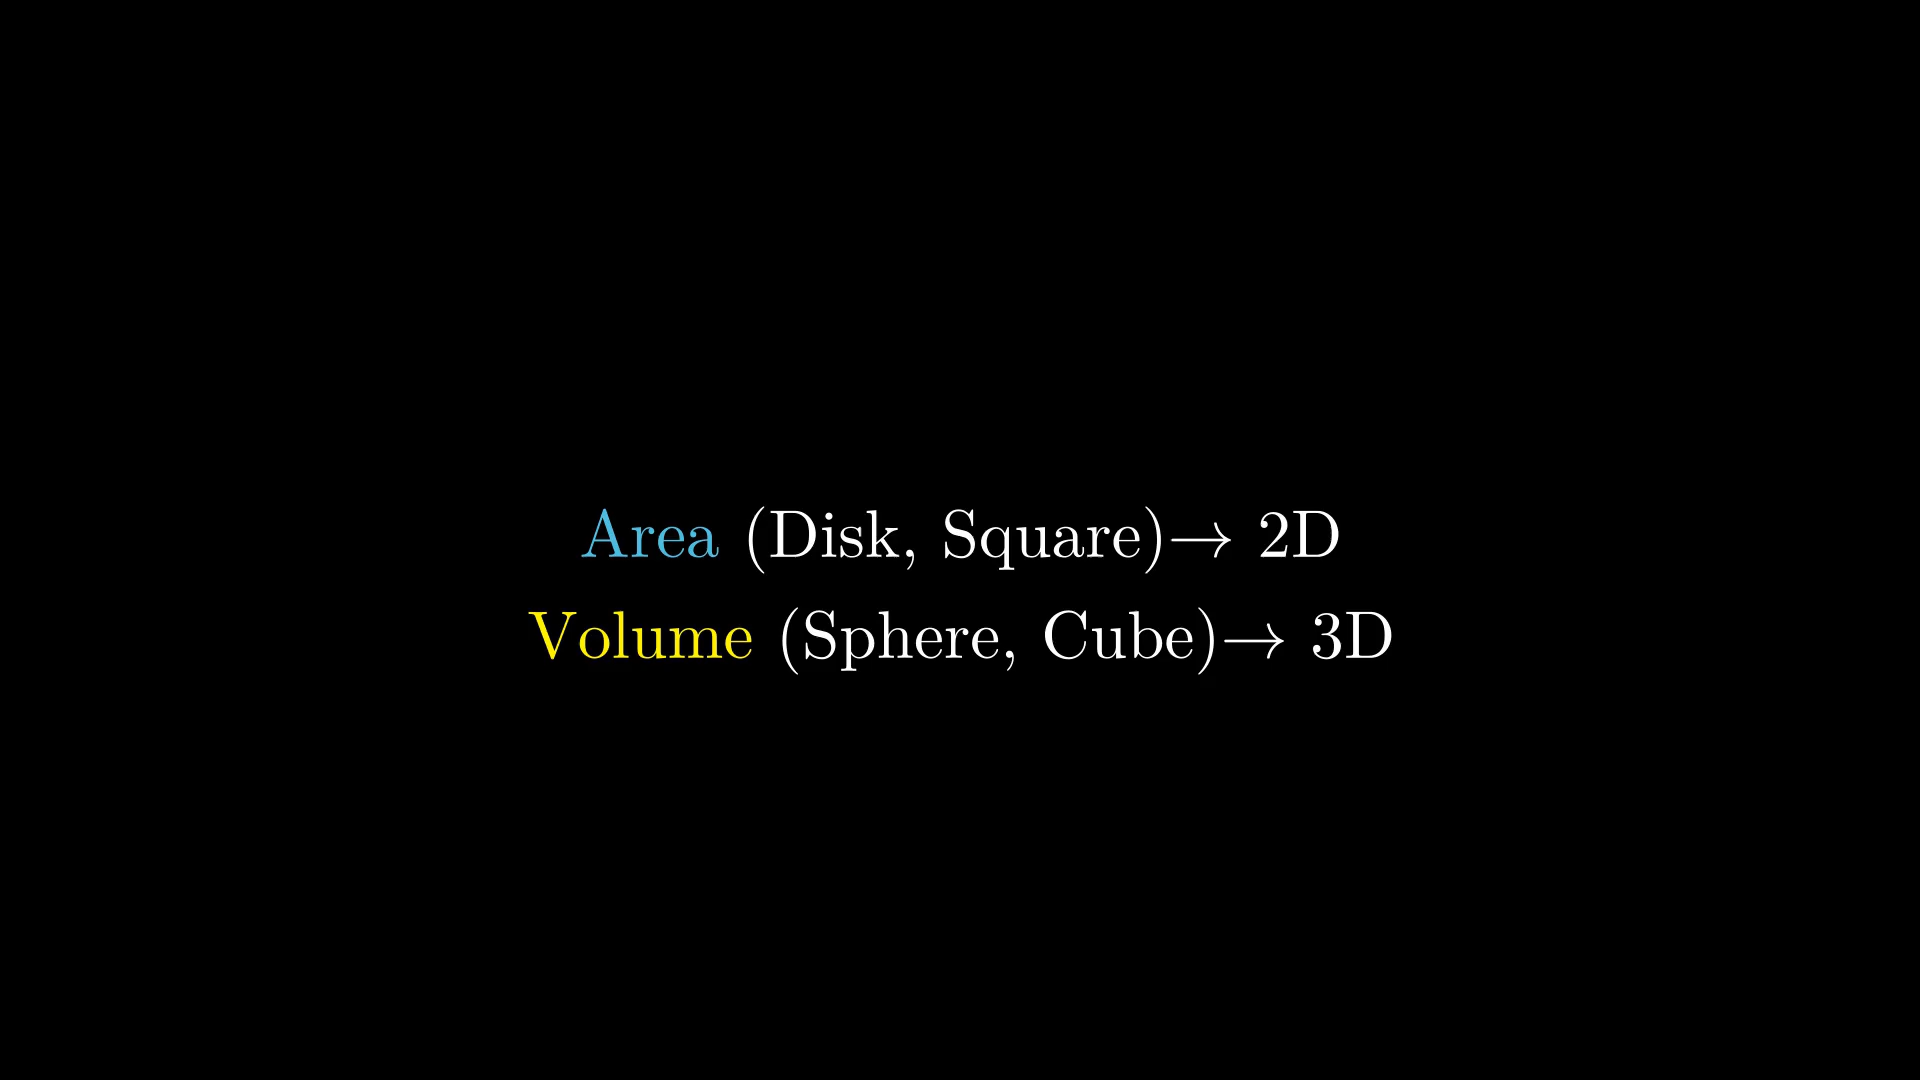 Area (Disk, Square)→ 2D
Volume (Sphere, Cube)→ 3D